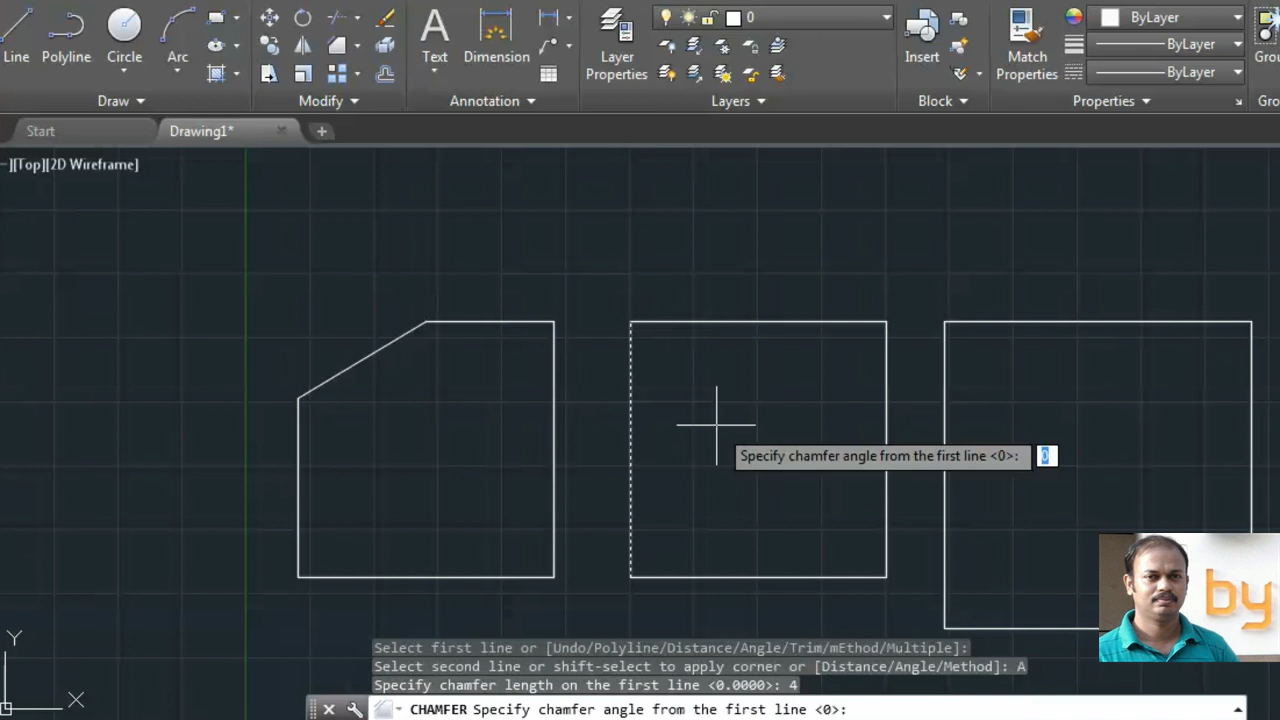 Line
Polyline
Circle
Arc
Text
Dimension
Layer
Properties
0
Insert
Match
Properties
ByLayer
ByLayer
ByLayer
Draw
Modify
Annotation
Layers
Block
Properties
Start
Drawing1*
][Top][2D Wireframe]
Specify chamfer angle from the first line <0>: 0
by
Y
X
Select first line or [Undo/Polyline/Distance/Angle/Trim/mEthod/Multiple]:
Select second line or shift-select to apply corner or [Distance/Angle/Method]: A
Specify chamfer length on the first line <0.0000>: 4
CHAMFER Specify chamfer angle from the first line <0>: